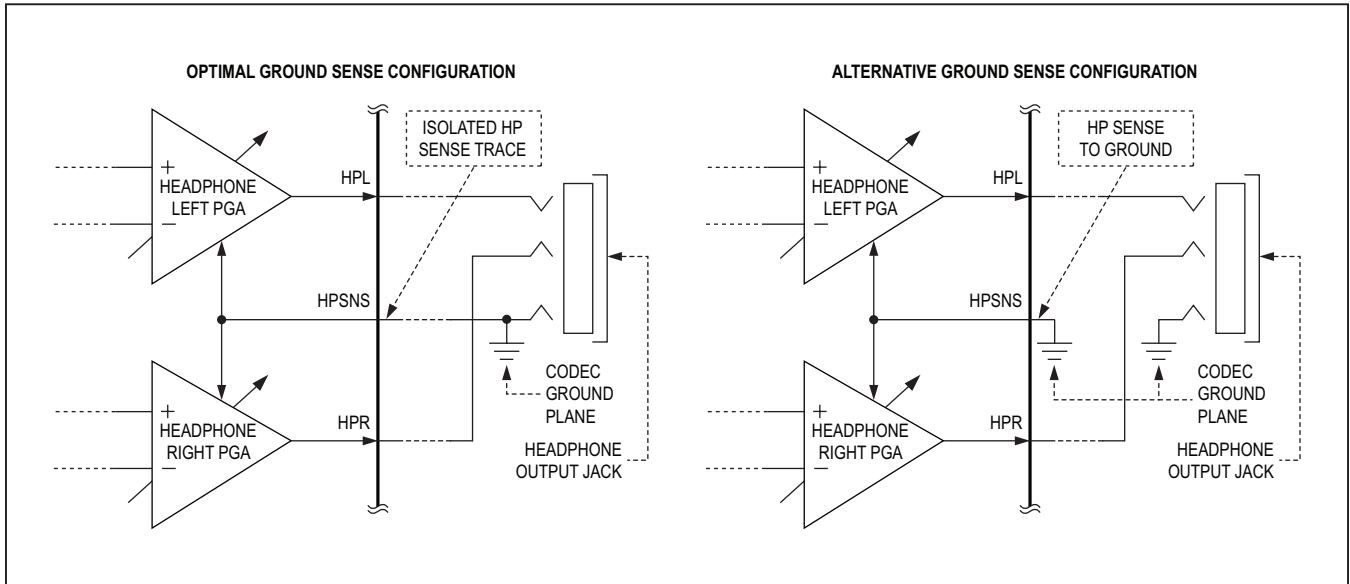 OPTIMAL GROUND SENSE CONFIGURATION
+
HEADPHONE
LEFT PGA
−
HPL
ISOLATED HP
SENSE TRACE
HPSNS
+
HEADPHONE
RIGHT PGA
−
HPR
CODEC
GROUND
PLANE
HEADPHONE
OUTPUT JACK
ALTERNATIVE GROUND SENSE CONFIGURATION
+
HEADPHONE
LEFT PGA
−
HPL
HP SENSE
TO GROUND
HPSNS
+
HEADPHONE
RIGHT PGA
−
HPR
CODEC
GROUND
PLANE
HEADPHONE
OUTPUT JACK